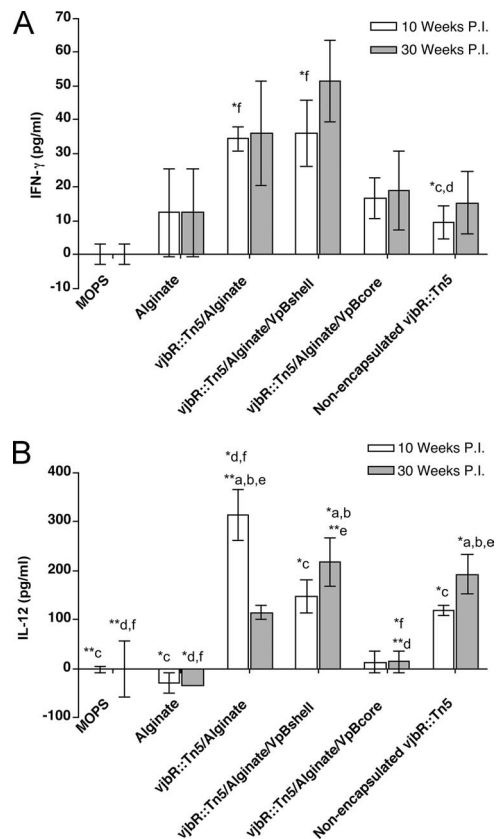 A
10 Weeks P.I.
30 Weeks P.I.
IFN-γ (pg/ml)
70
60
50
40
30
20
10
0
-10
*f
*f
*c,d
MOPS
Alginate
vjbR::Tn5/Alginate
vjbR::Tn5/Alginate/VpBshell
vjbR::Tn5/Alginate/VpBcore
Non-encapsulated vjbR::Tn5
B
10 Weeks P.I.
30 Weeks P.I.
IL-12 (pg/ml)
400
300
200
100
0
-100
**c
**d,f
*c
*d,f
*d,f
**a,b,e
*c
*a,b
**e
*f
**d
*c
*a,b,e
MOPS
Alginate
vjbR::Tn5/Alginate
vjbR::Tn5/Alginate/VpBshell
vjbR::Tn5/Alginate/VpBcore
Non-encapsulated vjbR::Tn5